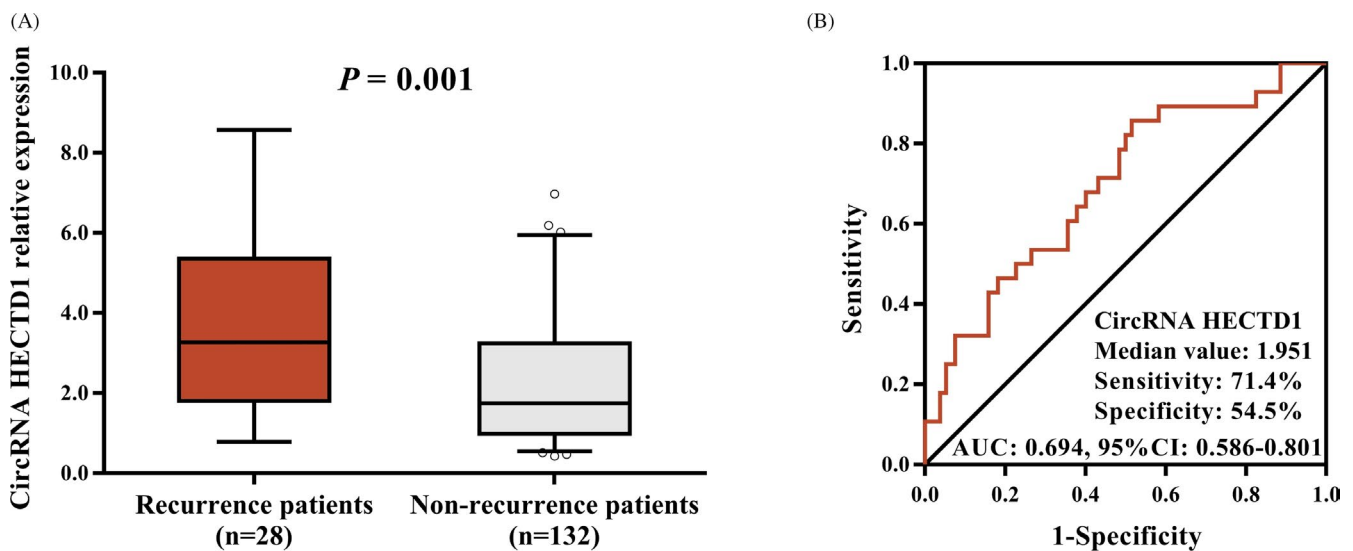 (A)
CircRNA HECTD1 relative expression
10.0
8.0
6.0
4.0
2.0
0.0
P = 0.001
Recurrence patients
(n=28)
Non-recurrence patients
(n=132)
(B)
Sensitivity
1.0
0.8
0.6
0.4
0.2
0.0
CircRNA HECTD1
Median value: 1.951
Sensitivity: 71.4%
Specificity: 54.5%
AUC: 0.694, 95%CI: 0.586-0.801
0.0 0.2 0.4 0.6 0.8 1.0
1-Specificity